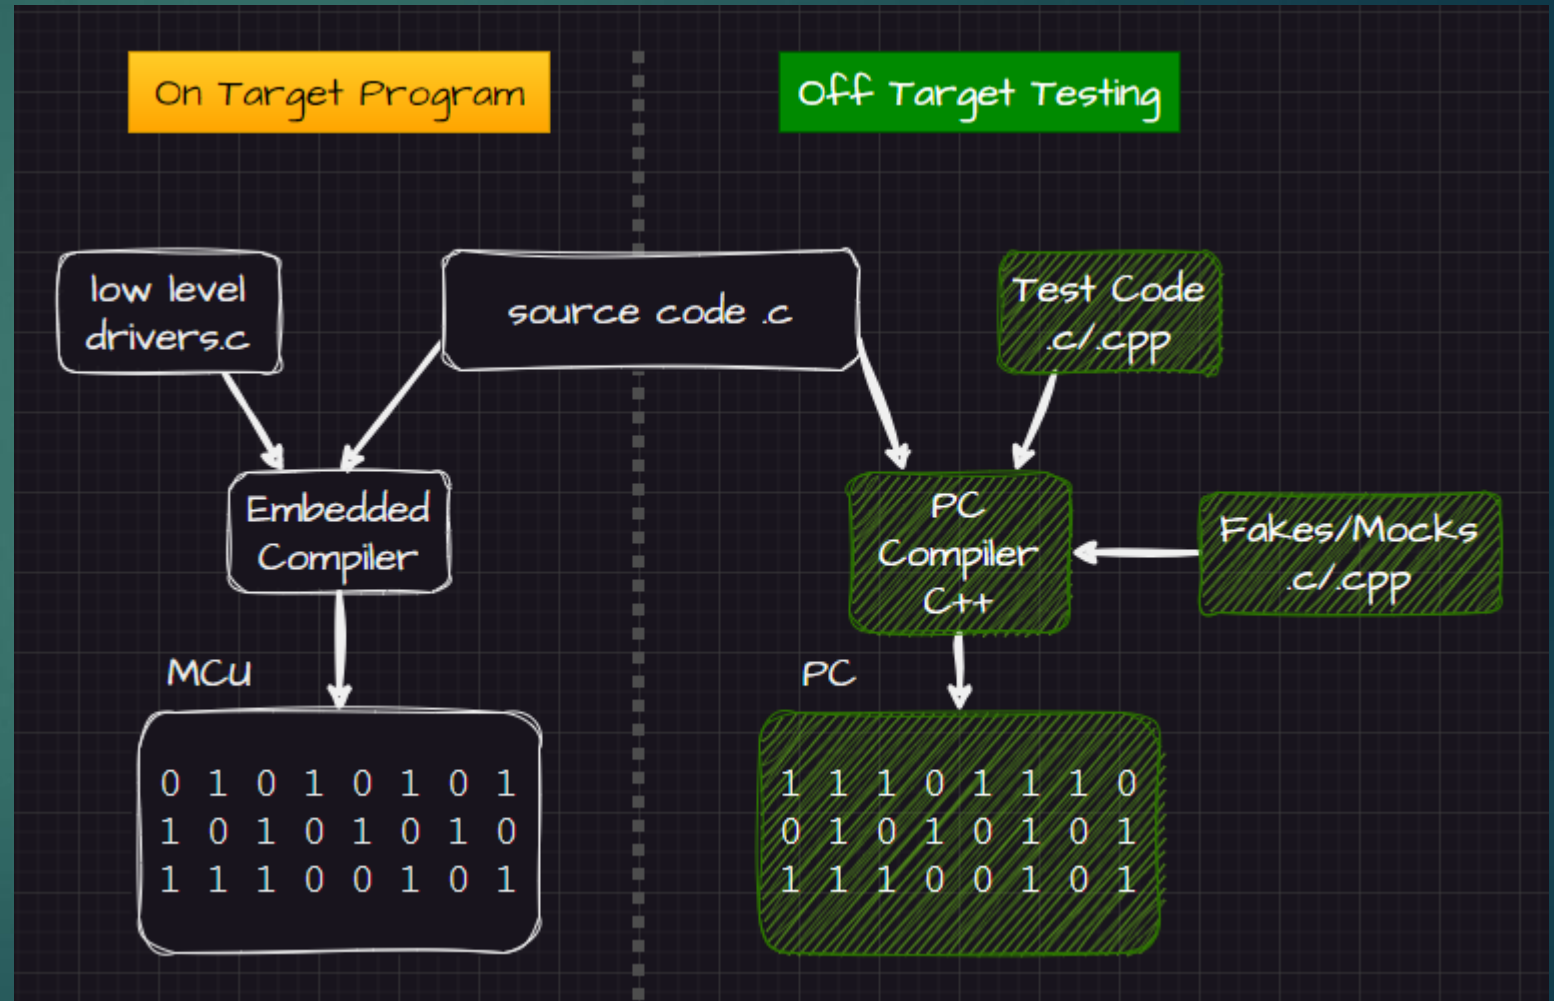 On Target Program
Off Target Testing
low level
drivers.c
source code .c
Test Code
.c/.cpp
Embedded
Compiler
PC
Compiler
C++
Fakes/Mocks
.c/.cpp
MCU
0 1 0 1 0 1 0 1
1 0 1 0 1 0 1 0
1 1 1 0 0 1 0 1
PC
1 1 1 0 1 1 1 0
0 1 0 1 0 1 0 1
1 1 1 0 0 1 0 1